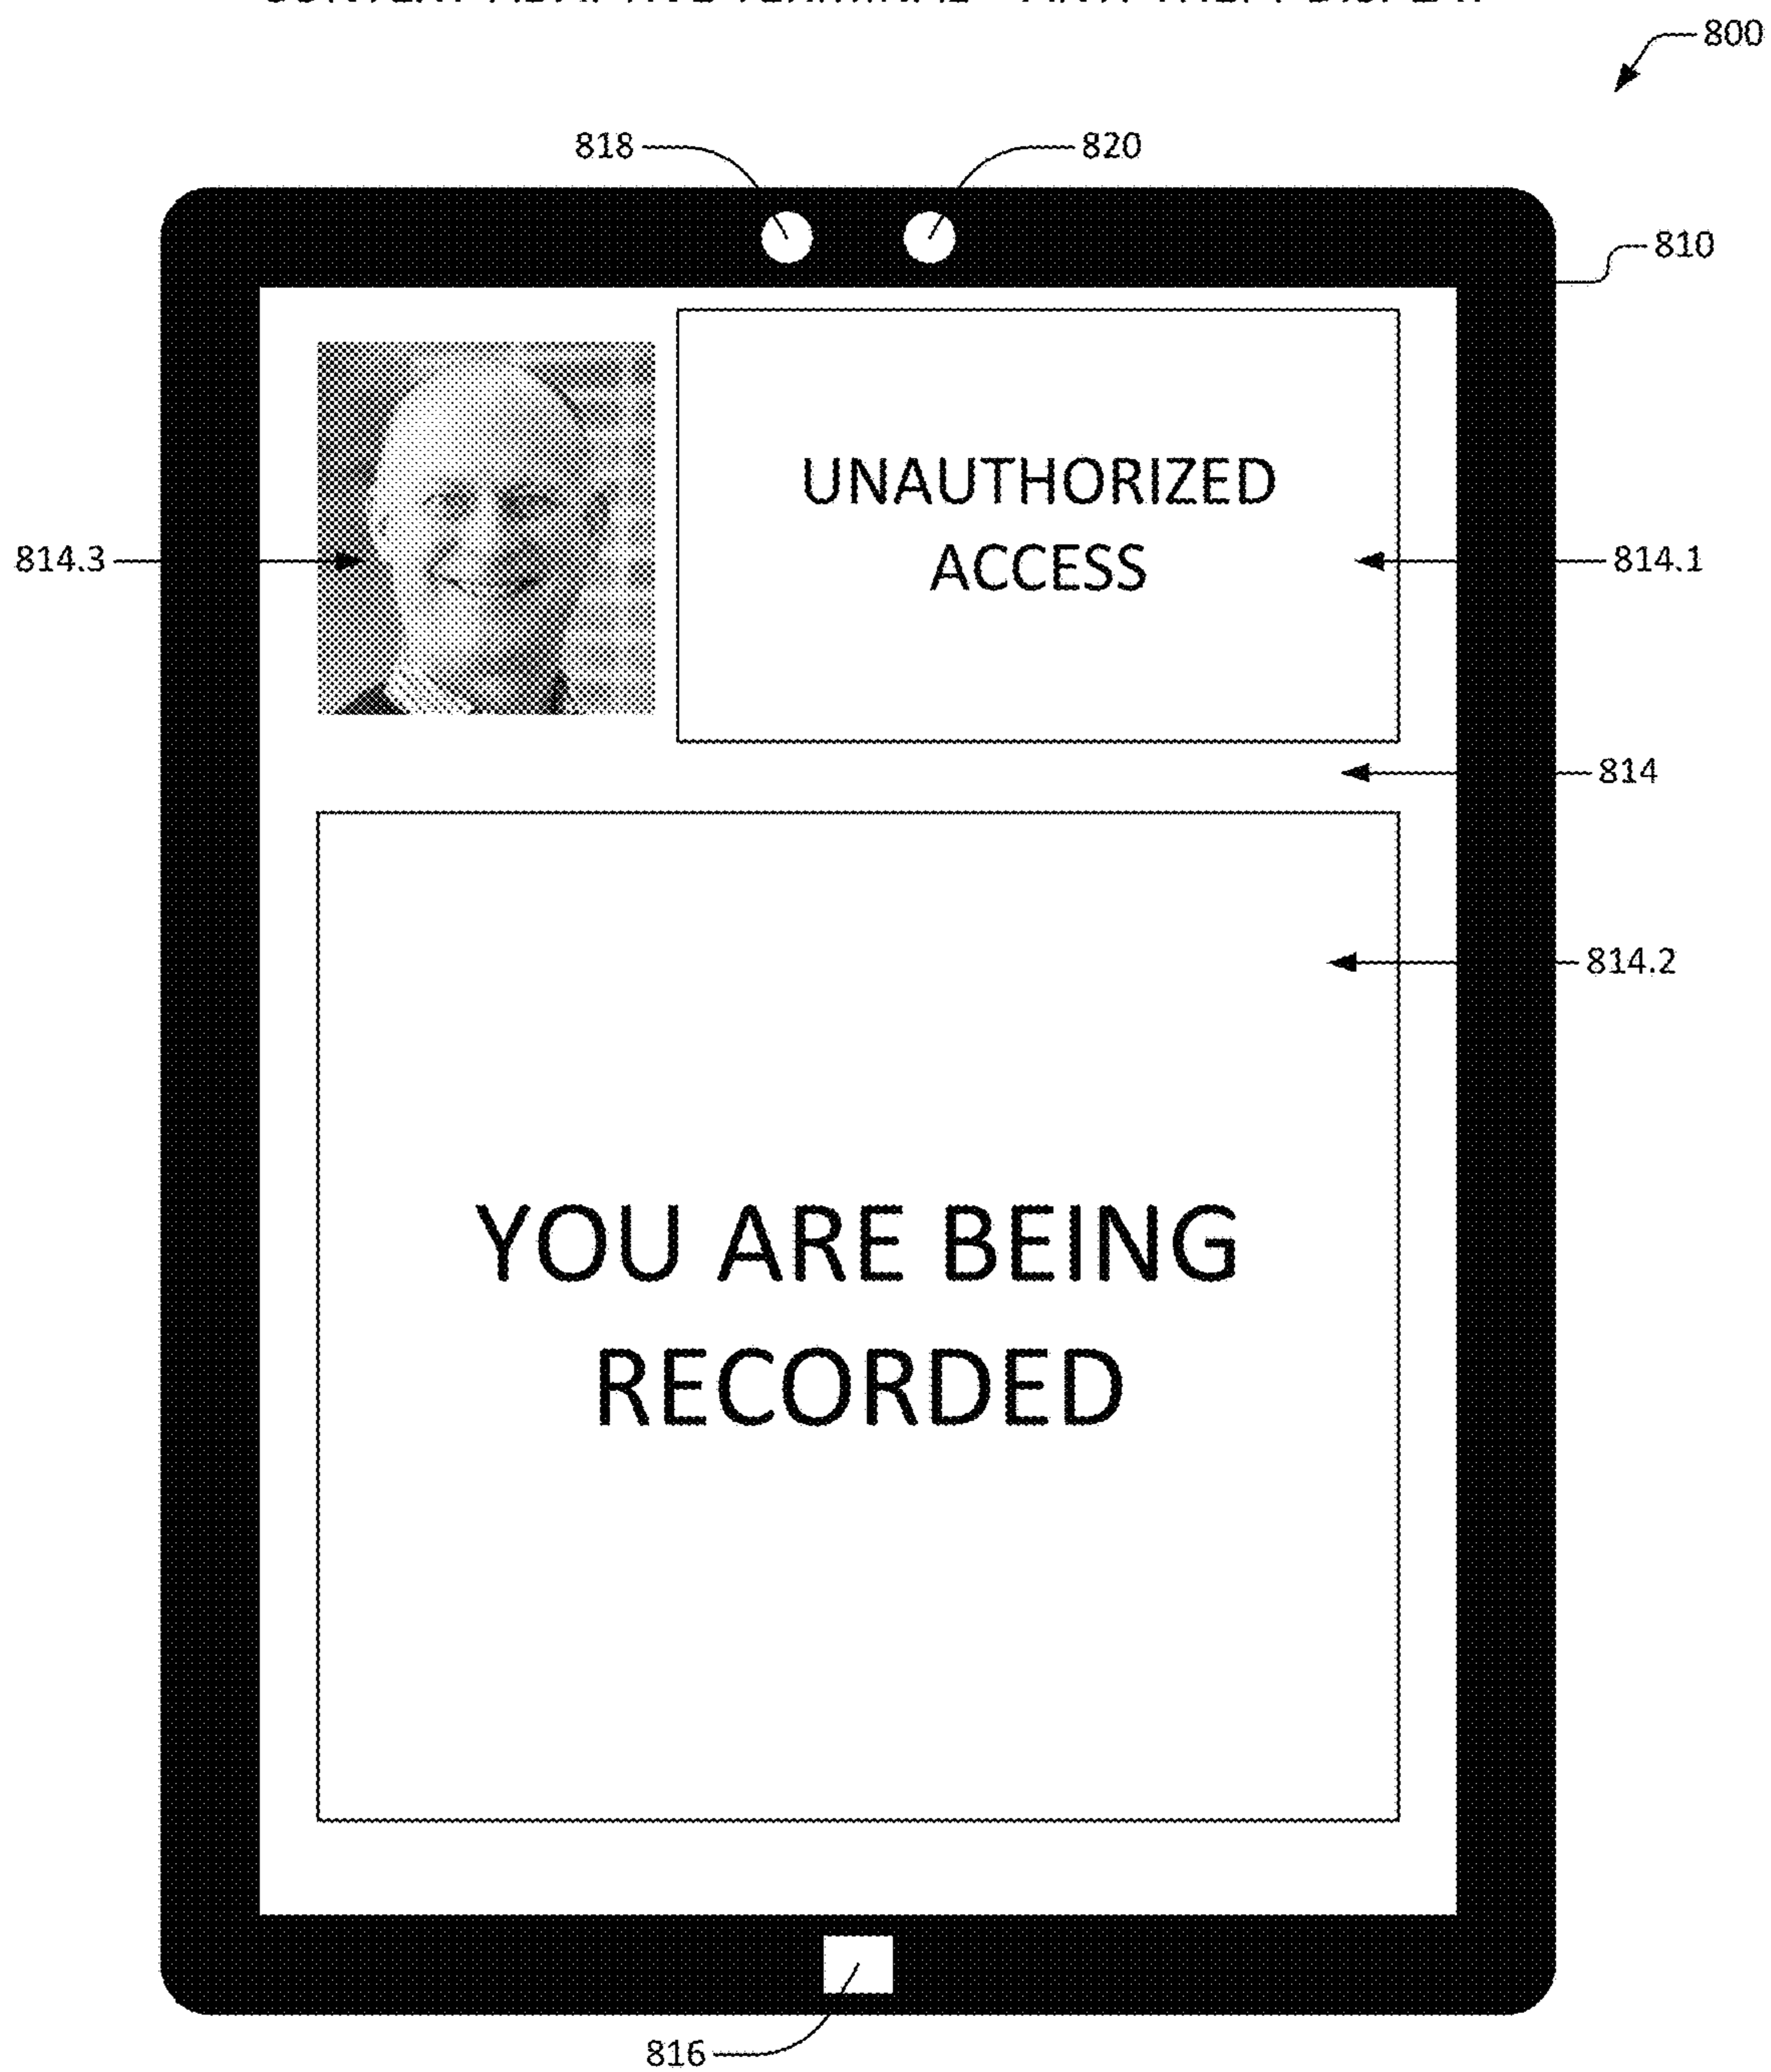 800
818
820
810
UNAUTHORIZED
ACCESS
814.3
814.1
814
814.2
YOU ARE BEING
RECORDED
816